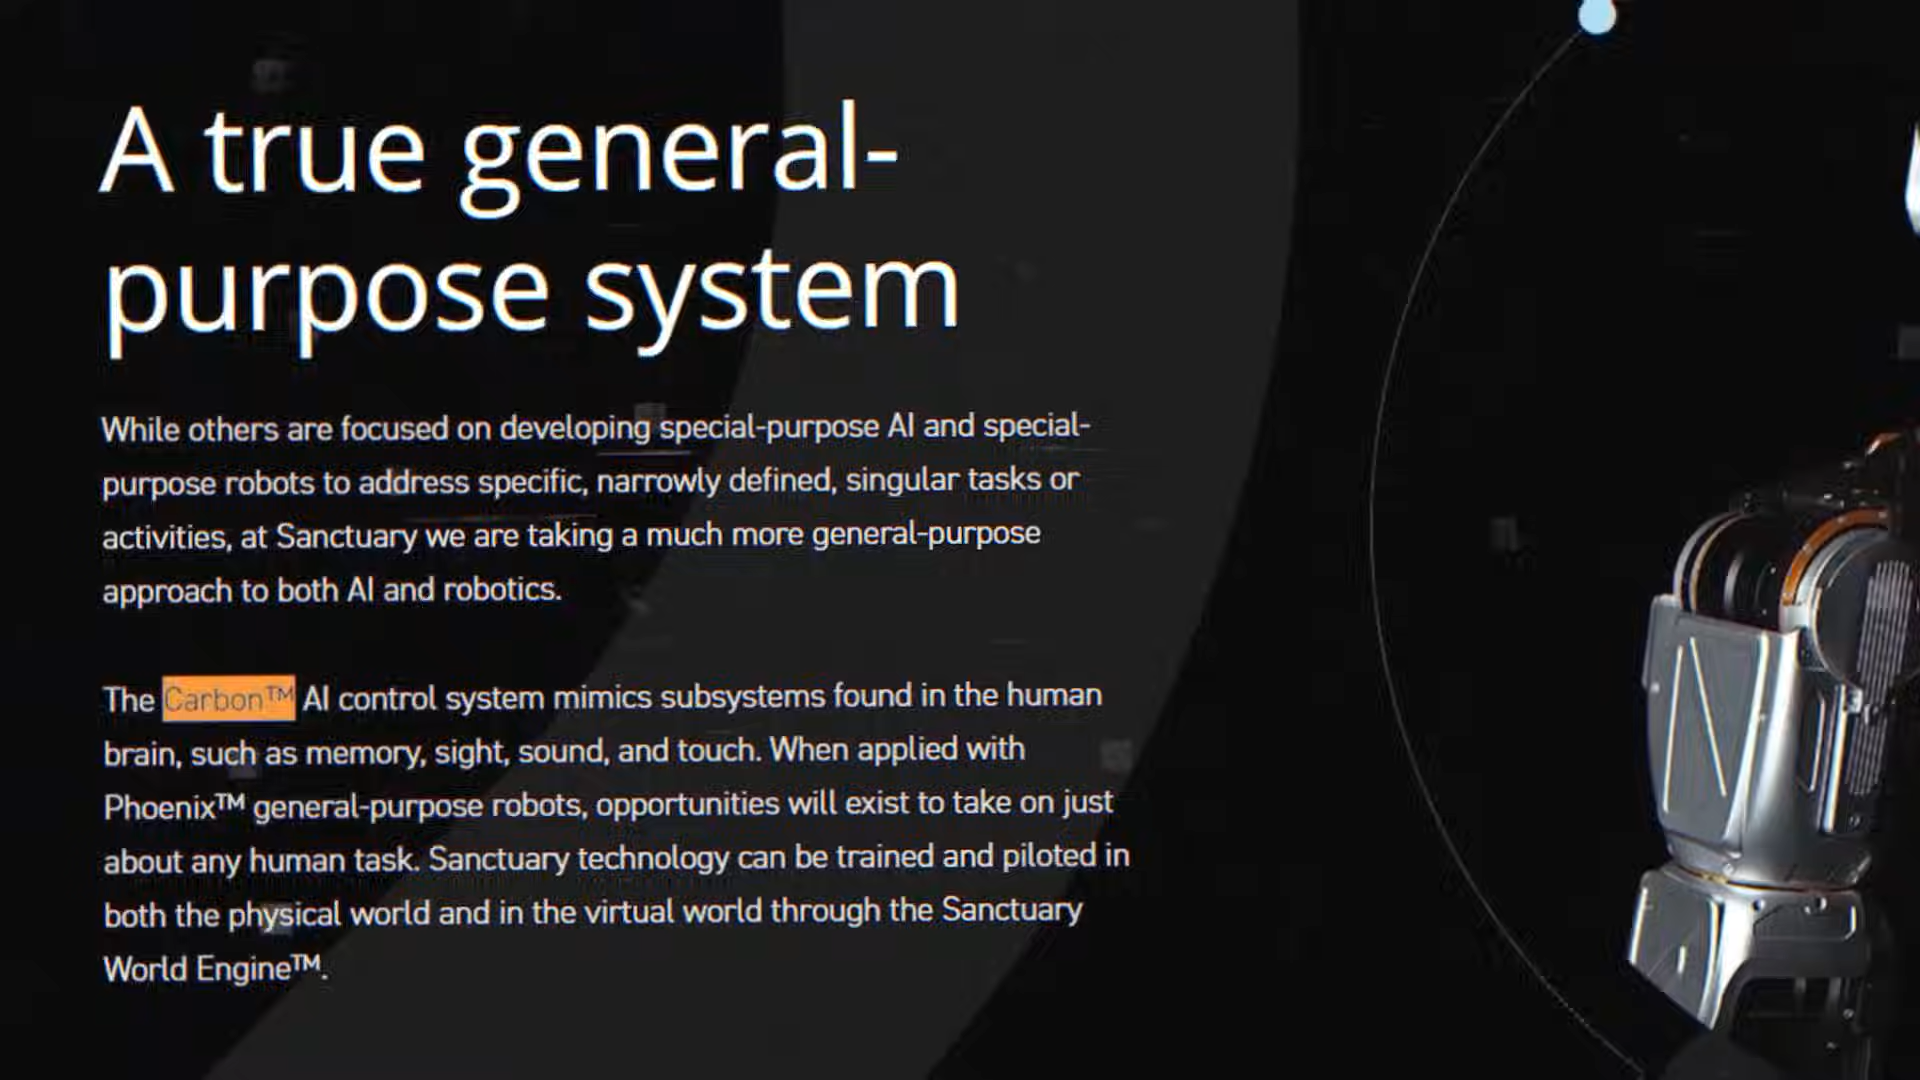 A true general-
purpose system
While others are focused on developing special-purpose AI and special-
purpose robots to address specific, narrowly defined, singular tasks or
activities, at Sanctuary we are taking a much more general-purpose
approach to both AI and robotics.
The Carbon™ AI control system mimics subsystems found in the human
brain, such as memory, sight, sound, and touch. When applied with
Phoenix™ general-purpose robots, opportunities will exist to take on just
about any human task. Sanctuary technology can be trained and piloted in
both the physical world and in the virtual world through the Sanctuary
World Engine™.